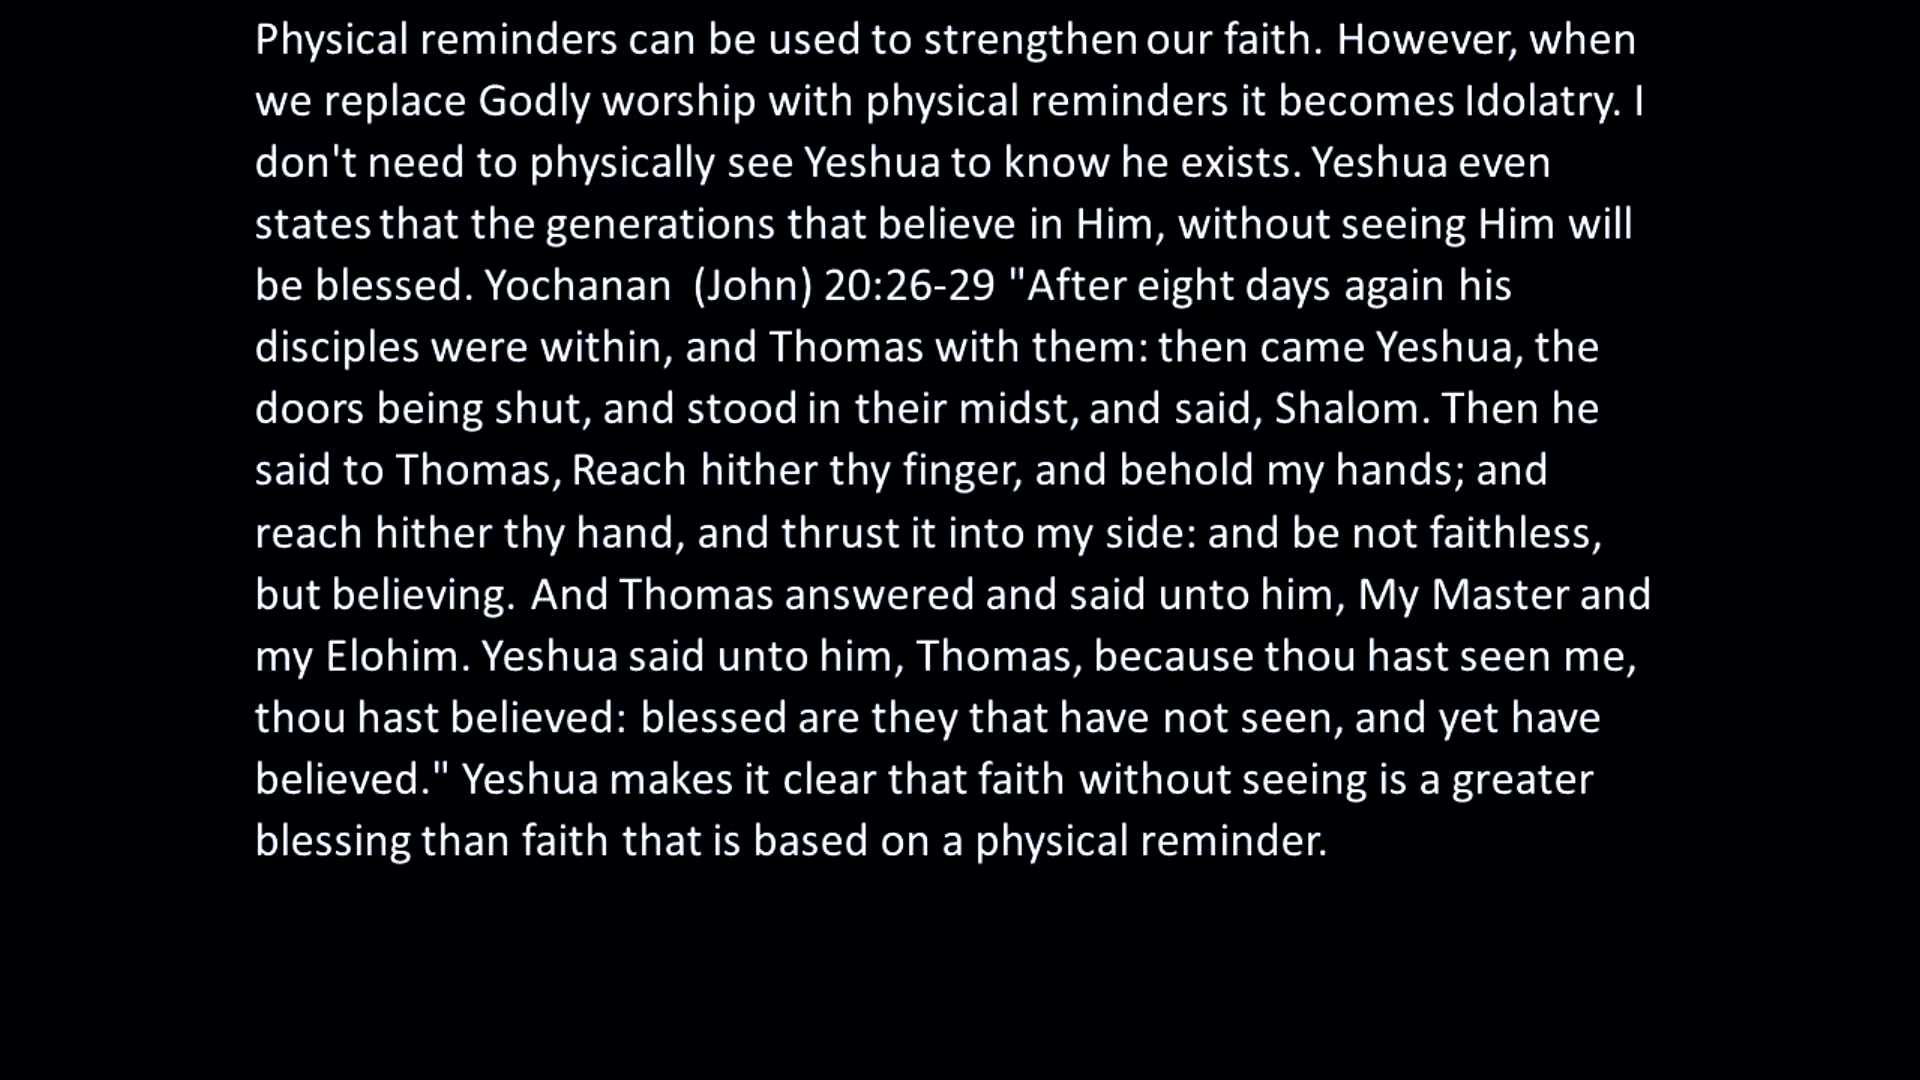 Physical reminders can be used to strengthen our faith. However, when
we replace Godly worship with physical reminders it becomes Idolatry. I
don't need to physically see Yeshua to know he exists. Yeshua even
states that the generations that believe in Him, without seeing Him will
be blessed. Yochanan  (John) 20:26-29 "After eight days again his
disciples were within, and Thomas with them: then came Yeshua, the
doors being shut, and stood in their midst, and said, Shalom. Then he
said to Thomas, Reach hither thy finger, and behold my hands; and
reach hither thy hand, and thrust it into my side: and be not faithless,
but believing. And Thomas answered and said unto him, My Master and
my Elohim. Yeshua said unto him, Thomas, because thou hast seen me,
thou hast believed: blessed are they that have not seen, and yet have
believed." Yeshua makes it clear that faith without seeing is a greater
blessing than faith that is based on a physical reminder.